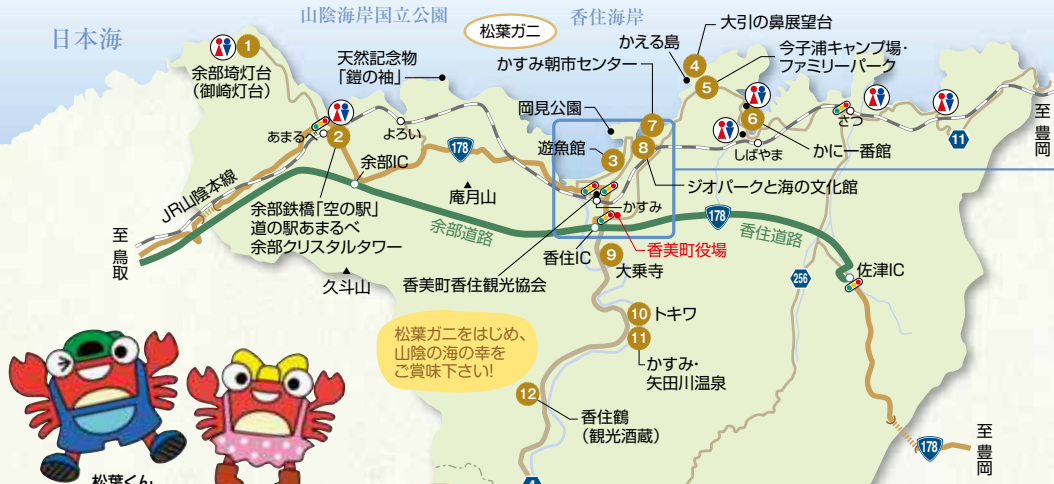 山陰海岸国立公園
香住海岸
日本海
松葉ガニ
大引の鼻展望台
かえる島
4
今子浦キャンプ場・
ファミリーパーク
5
1
余部埼灯台
(御崎灯台)
天然記念物
「鎧の袖」
かすみ朝市センター
岡見公園
7
6
さつ
至 豊岡
11
あまるべ
2
よろい
178
遊魚館
3
8
しばやま
かに一番館
余部IC
JR山陰本線
庵月山
ジオパークと海の文化館
かすみ
余部鉄橋「空の駅」
道の駅あまるべ
余部クリスタルタワー
余部道路
178
香住道路
至 鳥取
香住IC
香美町役場
9
大乗寺
久斗山
香美町香住観光協会
256
佐津IC
10
トキワ
11
かすみ・
矢田川温泉
松葉ガニをはじめ、
山陰の海の幸を
ご賞味下さい!
12
香住鶴
(観光酒蔵)
178
至 豊岡
松葉くん
4